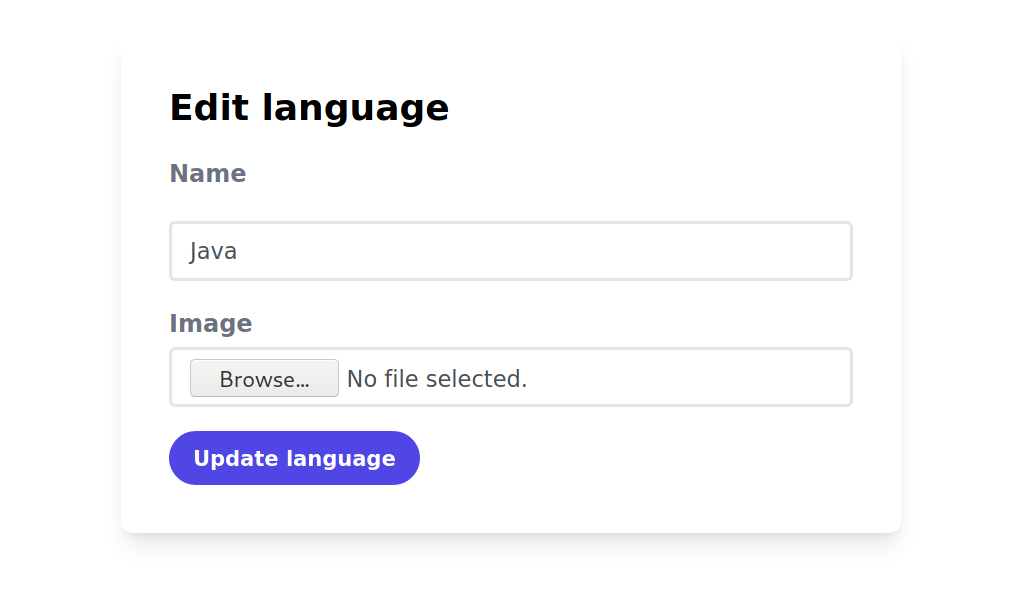 Edit language
Name
Java
Image
Browse... No file selected.
Update language